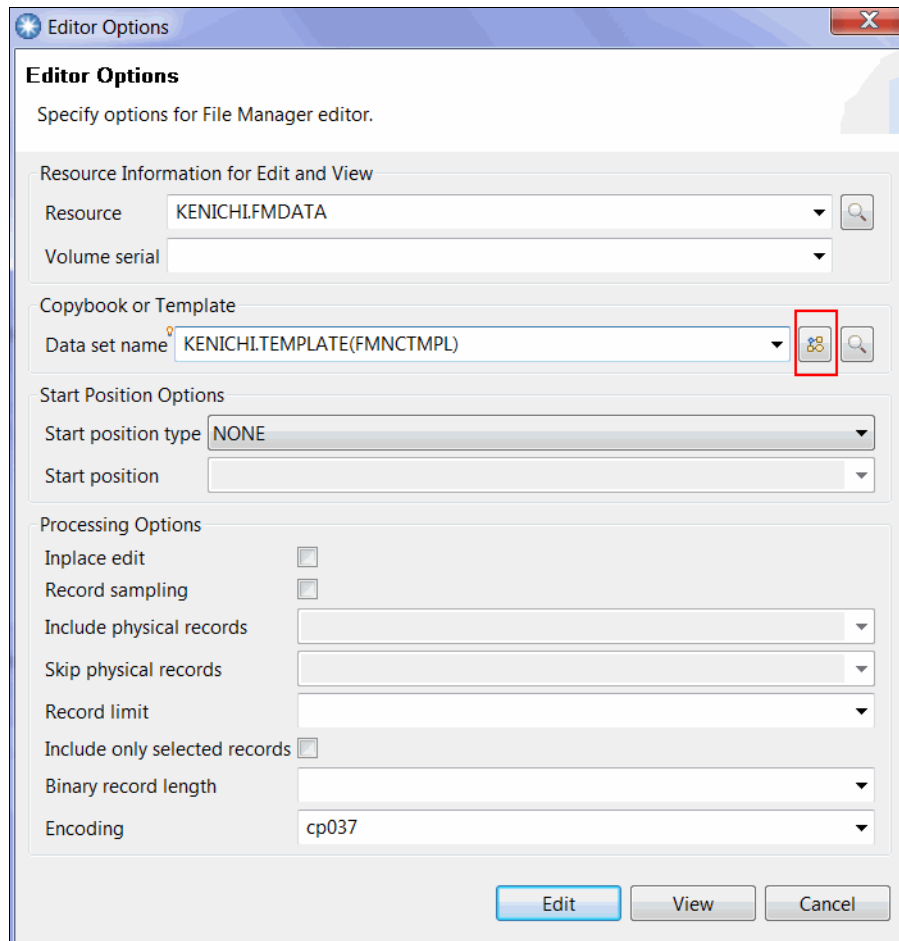 Editor Options
Editor Options
Specify options for File Manager editor.
Resource Information for Edit and View
Resource KENICHI.FMDATA
Volume serial
Copybook or Template
Data set name KENICHI.TEMPLATE(FMNCTMPL)
Start Position Options
Start position type NONE
Start position
Processing Options
Inplace edit
Record sampling
Include physical records
Skip physical records
Record limit
Include only selected records
Binary record length
Encoding cp037
Edit View Cancel